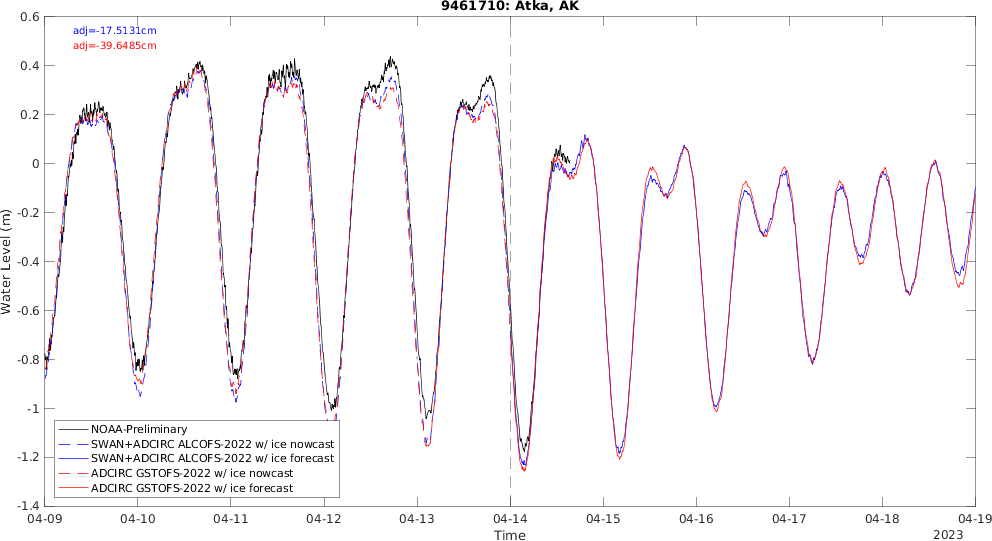 9461710: Atka, AK
adj=-17.5131cm
adj=-39.6485cm
0.6
0.4
0.2
0
-0.2
-0.4
-0.6
-0.8
-1
-1.2
-1.4
Water Level (m)
NOAA-Preliminary
SWAN+ADCIRC ALCOFS-2022 w/ ice nowcast
SWAN+ADCIRC ALCOFS-2022 w/ ice forecast
ADCIRC GSTOFS-2022 w/ ice nowcast
ADCIRC GSTOFS-2022 w/ ice forecast
04-09 04-10 04-11 04-12 04-13 04-14 04-15 04-16 04-17 04-18 04-19
Time
2023